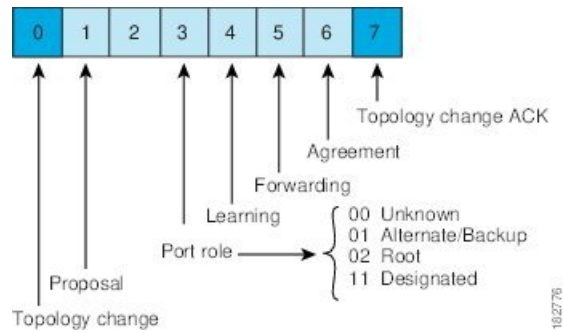 0 1 2 3 4 5 6 7
Topology change ACK
Agreement
Forwarding
Learning
Port role
00 Unknown
01 Alternate/Backup
02 Root
11 Designated
Proposal
Topology change
182776